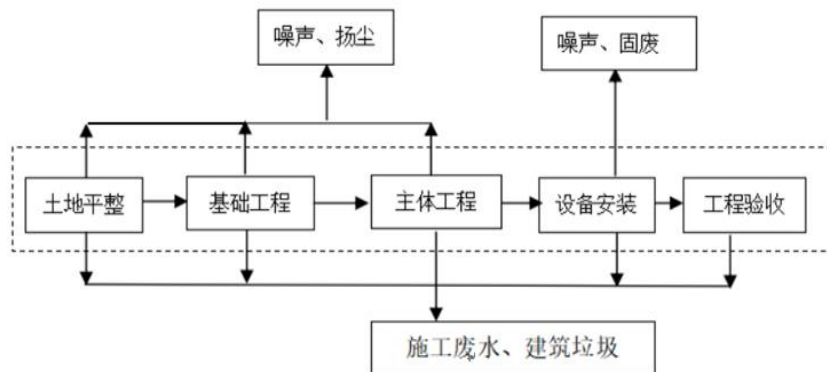 噪声、扬尘
噪声、固废
土地平整
基础工程
主体工程
设备安装
工程验收
施工废水、建筑垃圾